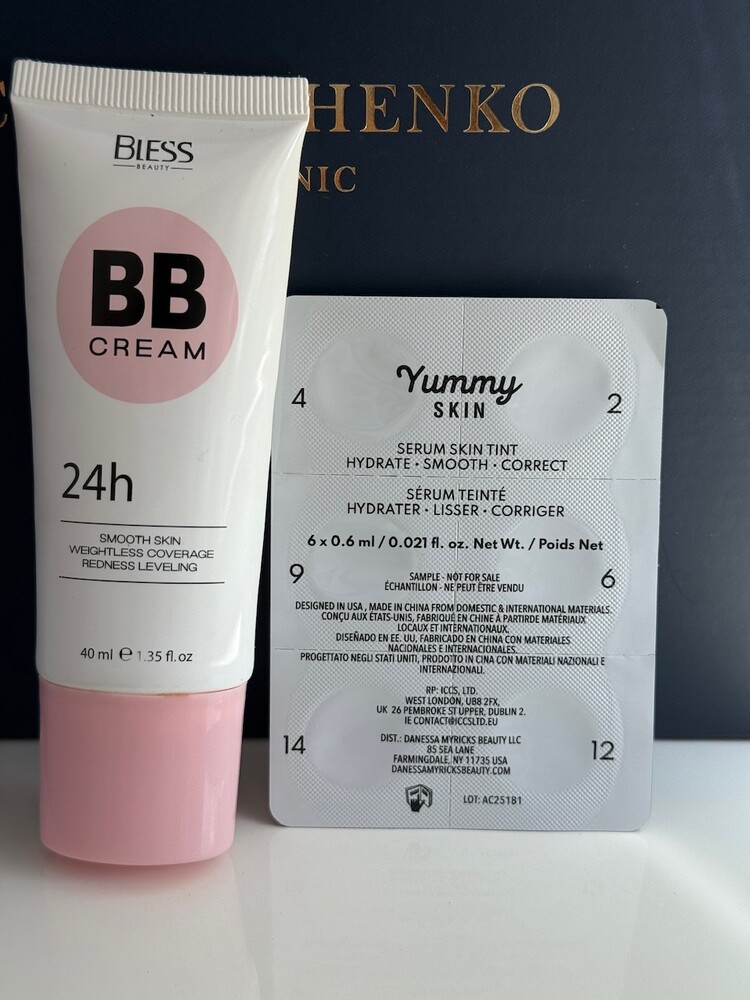 HENKO
NIC
BLESS
BEAUTY
BB
CREAM
24h
SMOOTH SKIN
WEIGHTLESS COVERAGE
REDNESS LEVELING
40 ml ℮ 1.35 fl.oz
Yummy
SKIN
4
2
SERUM SKIN TINT
HYDRATE • SMOOTH • CORRECT
SÉRUM TEINTÉ
HYDRATER • LISSER • CORRIGER
6 x 0.6 ml / 0.021 fl. oz. Net Wt. / Poids Net
9
6
SAMPLE - NOT FOR SALE
ÉCHANTILLON - NE PEUT ÊTRE VENDU
DESIGNED IN USA , MADE IN CHINA FROM DOMESTIC & INTERNATIONAL MATERIALS.
CONÇU AUX ÉTATS-UNIS, FABRIQUÉ EN CHINE À PARTIRDE MATÉRIAUX
LOCAUX ET INTERNATIONAUX.
DISEÑADO EN EE. UU, FABRICADO EN CHINA CON MATERIALES
NACIONALES E INTERNACIONALES.
PROGETTATO NEGLI STATI UNITI, PRODOTTO IN CINA CON MATERIALI NAZIONALI E
INTERNAZIONALI.
RP: ICCS, LTD.
WEST LONDON, UB8 2FX,
UK 26 PEMBROKE ST UPPER, DUBLIN 2.
IE CONTACT@ICCSLTD.EU
14
12
DIST.: DANESSA MYRICKS BEAUTY LLC
85 SEA LANE
FARMINGDALE, NY 11735 USA
DANESSAMYRICKSBEAUTY.COM
LOT: AC251B1